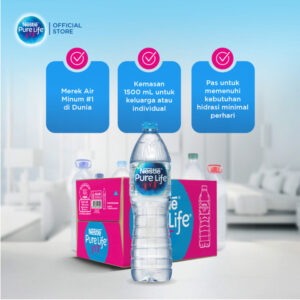 Nestlé
Pure Life
OFFICIAL
STORE
Merek Air
Minum #1
di Dunia
Kemasan
1500 mL untuk
keluarga atau
individual
Pas untuk
memenuhi
kebutuhan
hidrasi minimal
perhari
Nestlé
Pure Life
Nestlé
Pure Life
Life